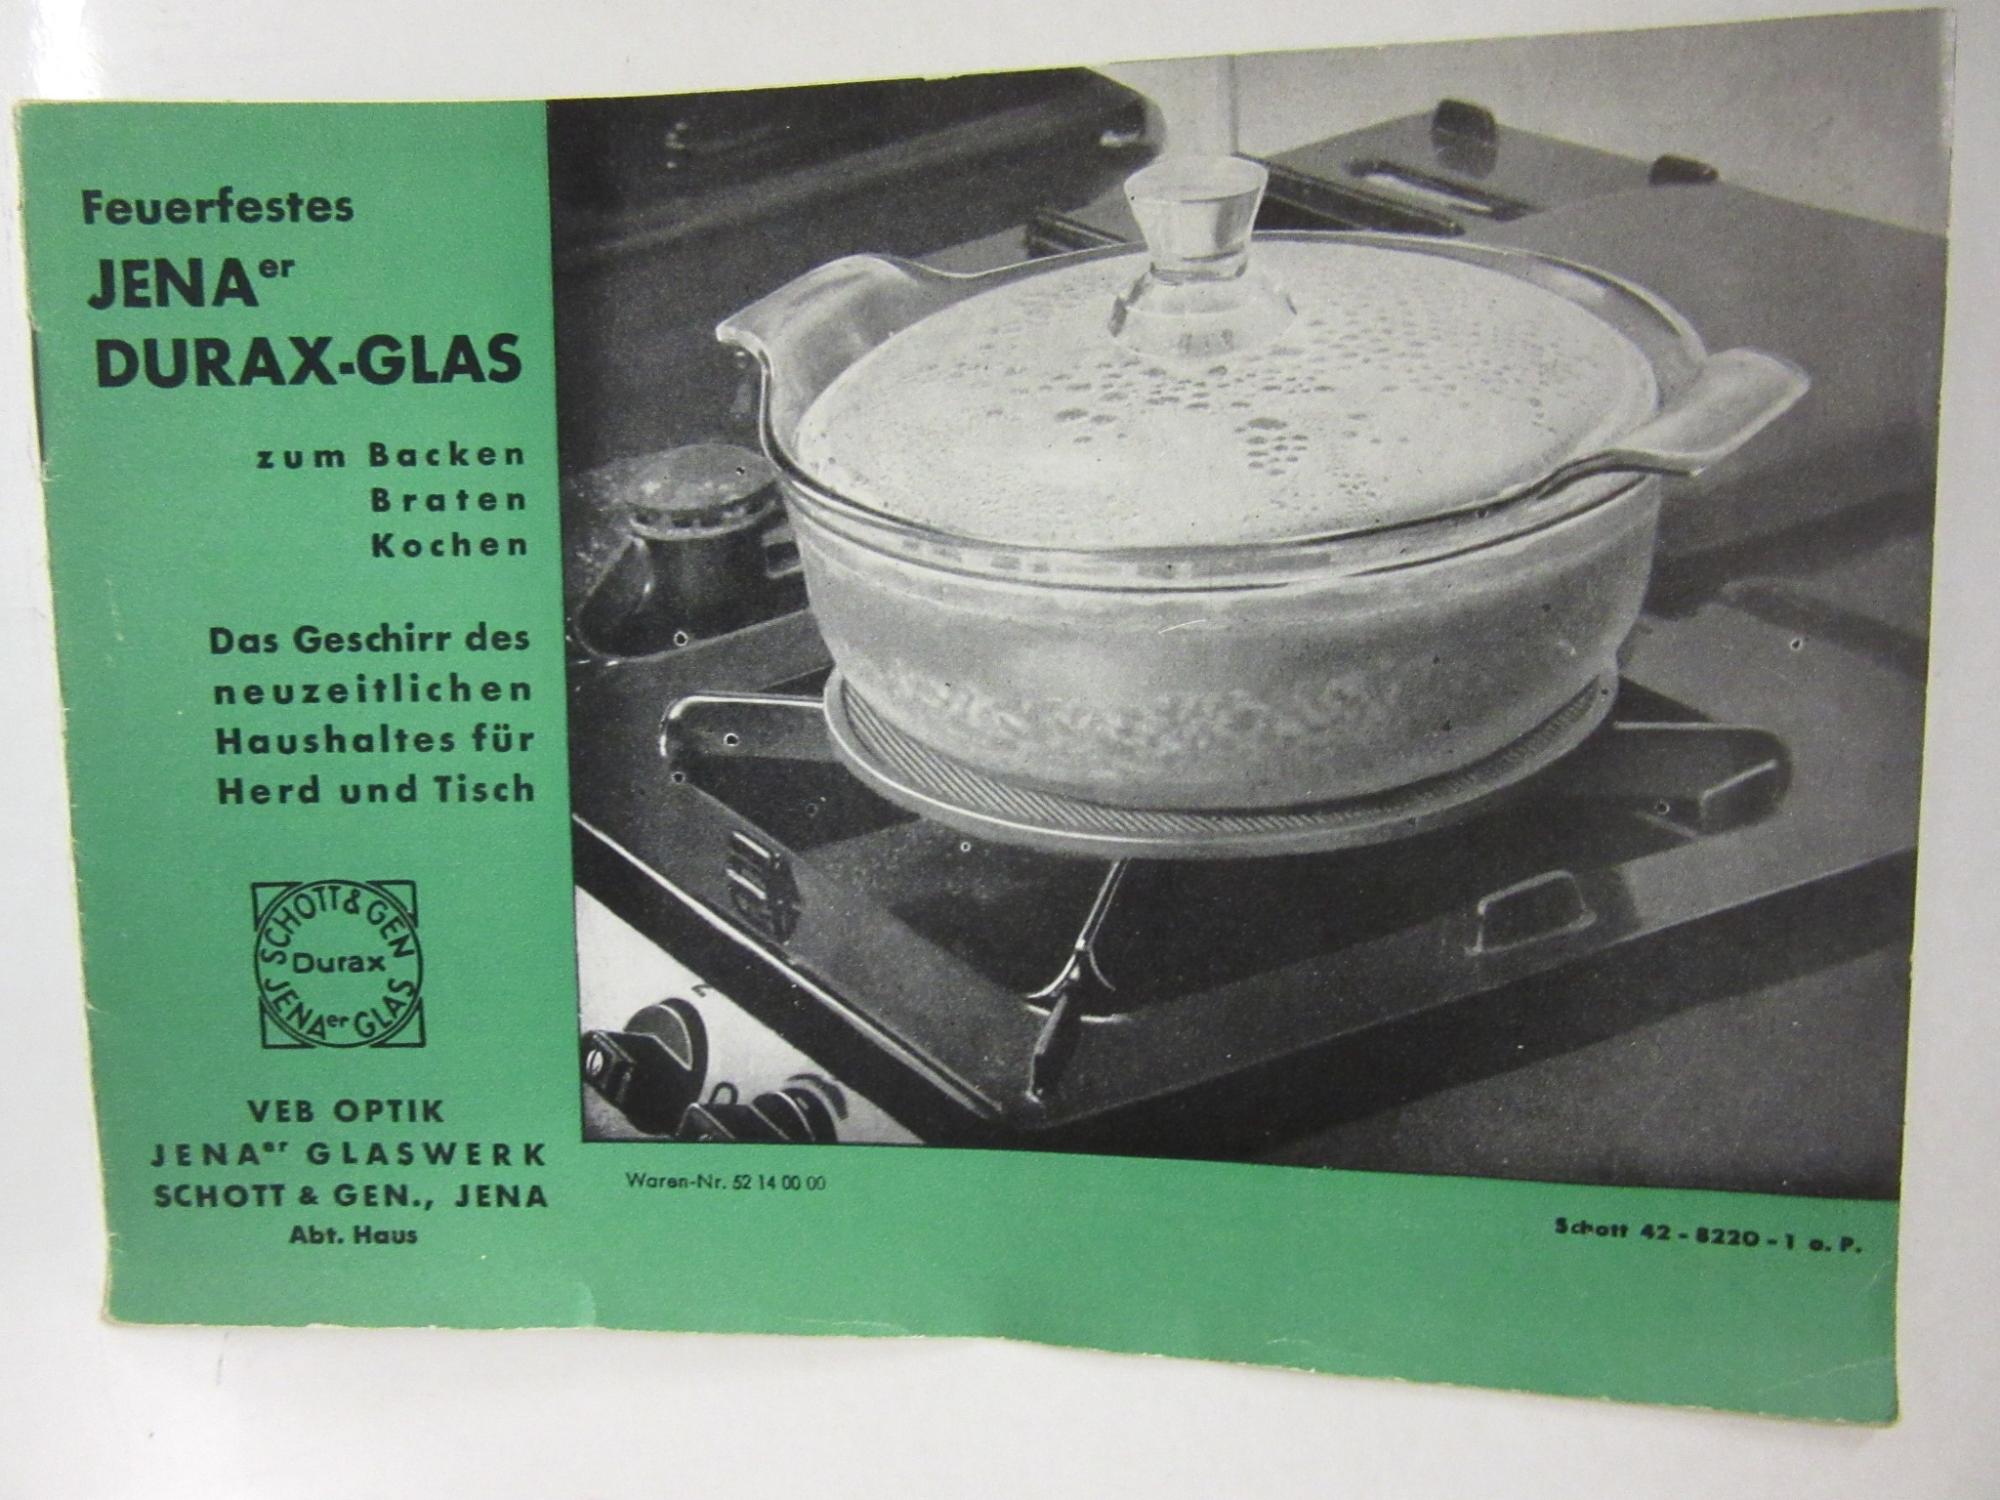 Feuerfestes
JENAer
DURAX-GLAS
zum Backen
Braten
Kochen
Das Geschirr des
neuzeitlichen
Haushaltes für
Herd und Tisch
SCHOTT & GEN
Durax
JENAer GLAS
VEB OPTIK
JENAer GLASWERK
SCHOTT & GEN., JENA
Abt. Haus
Waren-Nr. 52 14 00 00
Schott 42 - 8220 - 1 o. P.